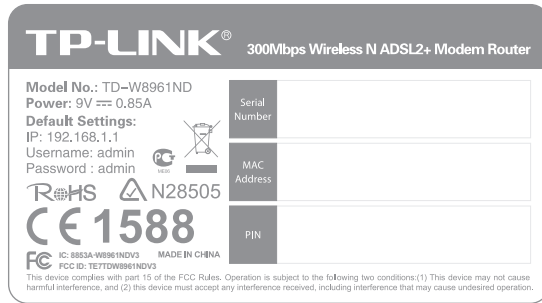 TP-LINK® 300Mbps Wireless N ADSL2+ Modem Router
Model No.: TD-W8961ND
Power: 9V ⎓ 0.85A
Default Settings:
IP: 192.168.1.1
Username: admin
Password : admin
Serial Number
MAC Address
PIN
PG
ME06
RoHS N28505
CE 1588
FC IC: 8853A-W8961NDV3 MADE IN CHINA
FCC ID: TE7TDW8961NDV3
This device complies with part 15 of the FCC Rules. Operation is subject to the following two conditions:(1) This device may not cause
harmful interference, and (2) this device must accept any interference received, including interference that may cause undesired operation.